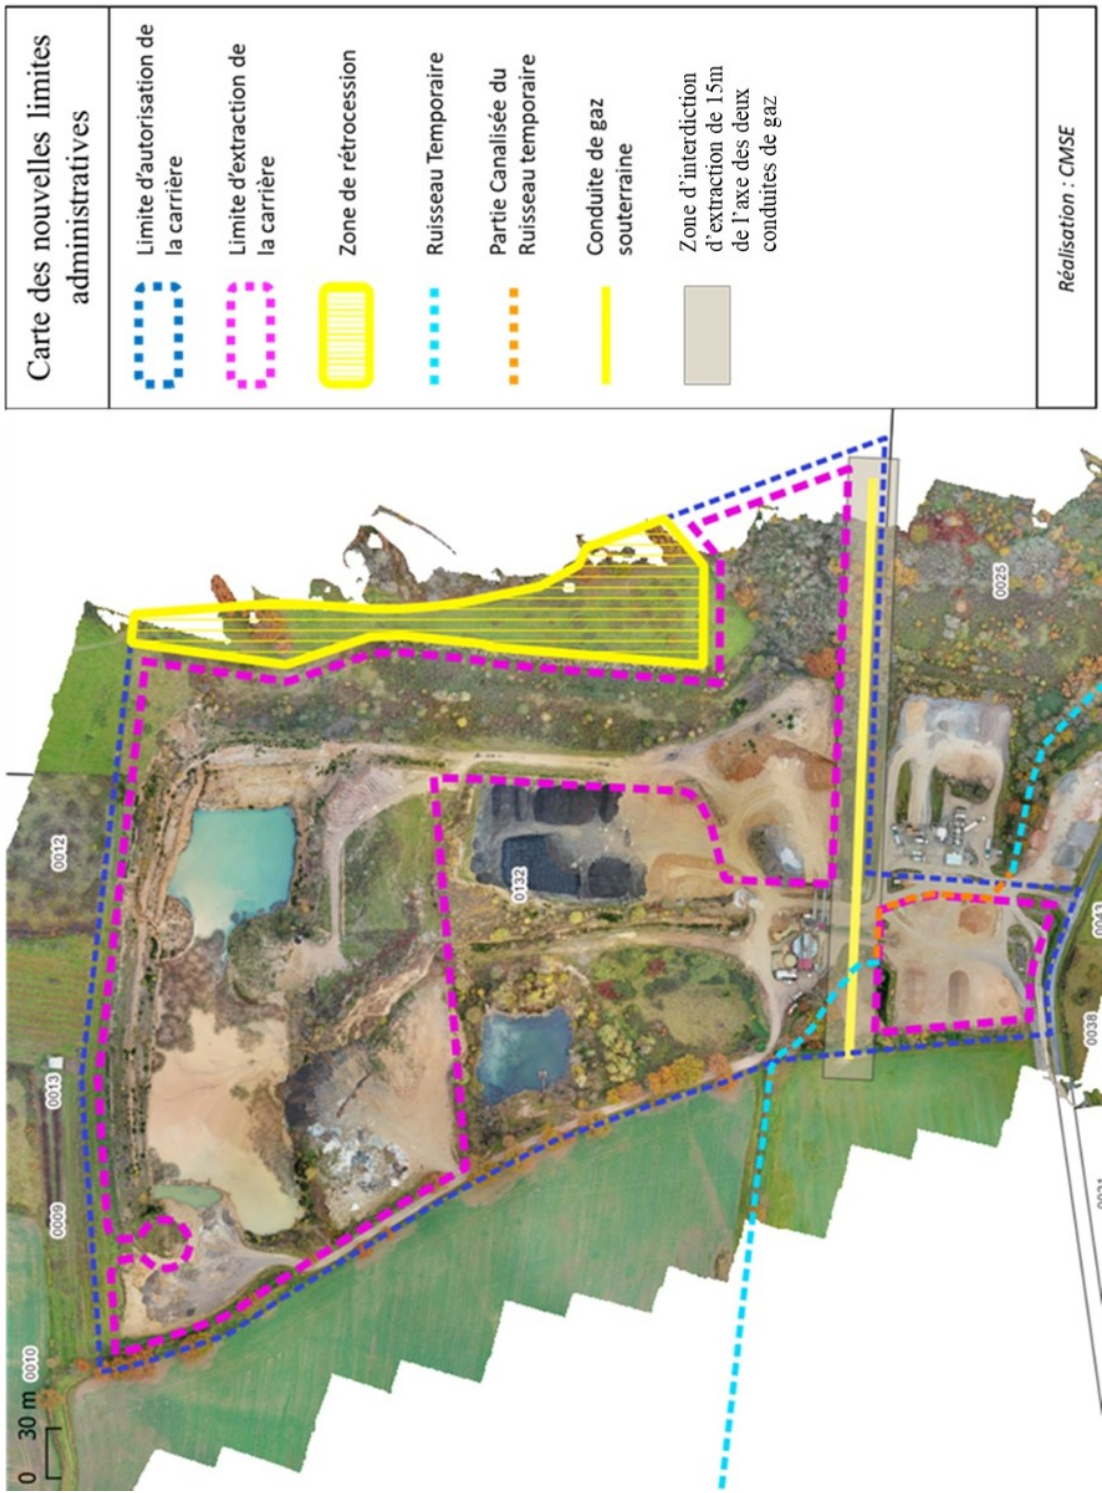 Carte des nouvelles limites
administratives
Limite d'autorisation de
la carrière
Limite d'extraction de
la carrière
Zone de rétrocession
Ruisseau Temporaire
Partie Canalisée du
Ruisseau temporaire
Conduite de gaz
souterraine
Zone d'interdiction
d'extraction de 15m
de l'axe des deux
conduites de gaz
Réalisation : CMSE
0 30 m
0010
0009
0013
0012
0132
0025
0038
0043